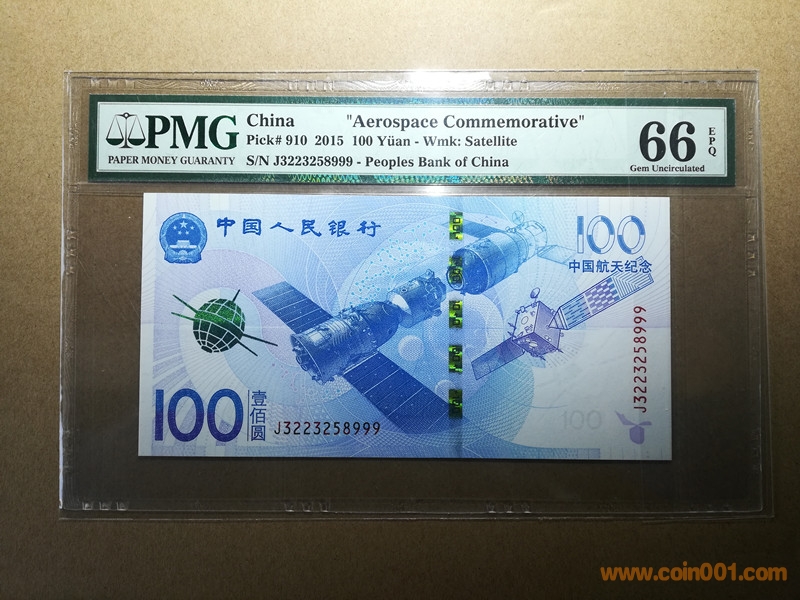 PMG
PAPER MONEY GUARANTY
China "Aerospace Commemorative"
Pick# 910 2015 100 Yüan - Wmk: Satellite
S/N J3223258999 - Peoples Bank of China
66 EPQ
Gem Uncirculated
中国人民银行
100
中国航天纪念
J3223258999
100 壹佰圆
J3223258999
100
www.coin001.com